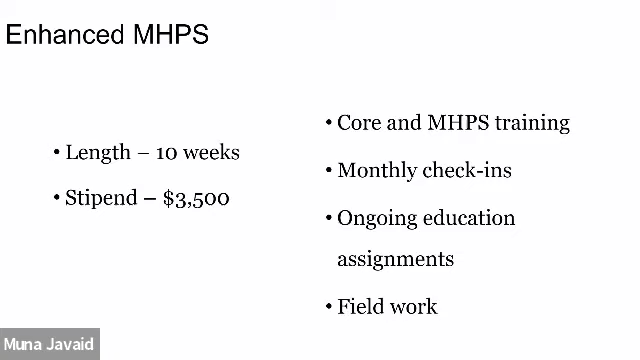 Enhanced MHPS
• Length – 10 weeks
• Stipend – $3,500
• Core and MHPS training
• Monthly check-ins
• Ongoing education
assignments
• Field work
Muna Javaid